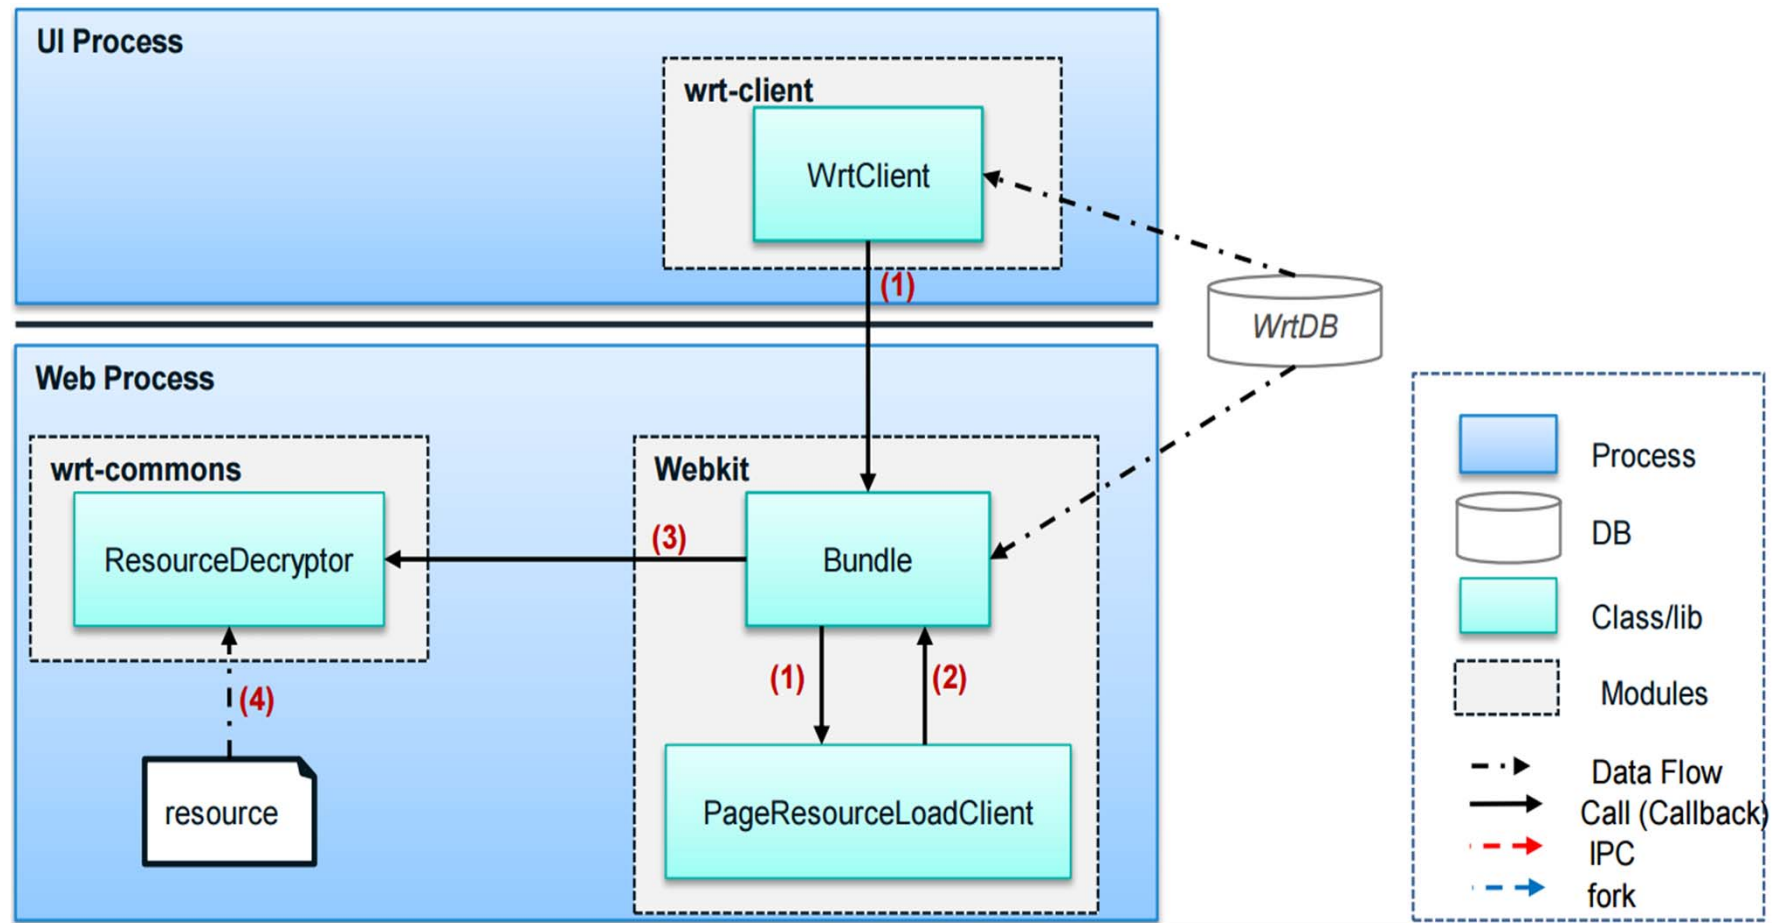 UI Process
wrt-client
WrtClient
(1)
WrtDB
Web Process
wrt-commons
Webkit
ResourceDecryptor
(3)
Bundle
(1)
(2)
(4)
resource
PageResourceLoadClient
Process
DB
Class/lib
Modules
Data Flow
Call (Callback)
IPC
fork